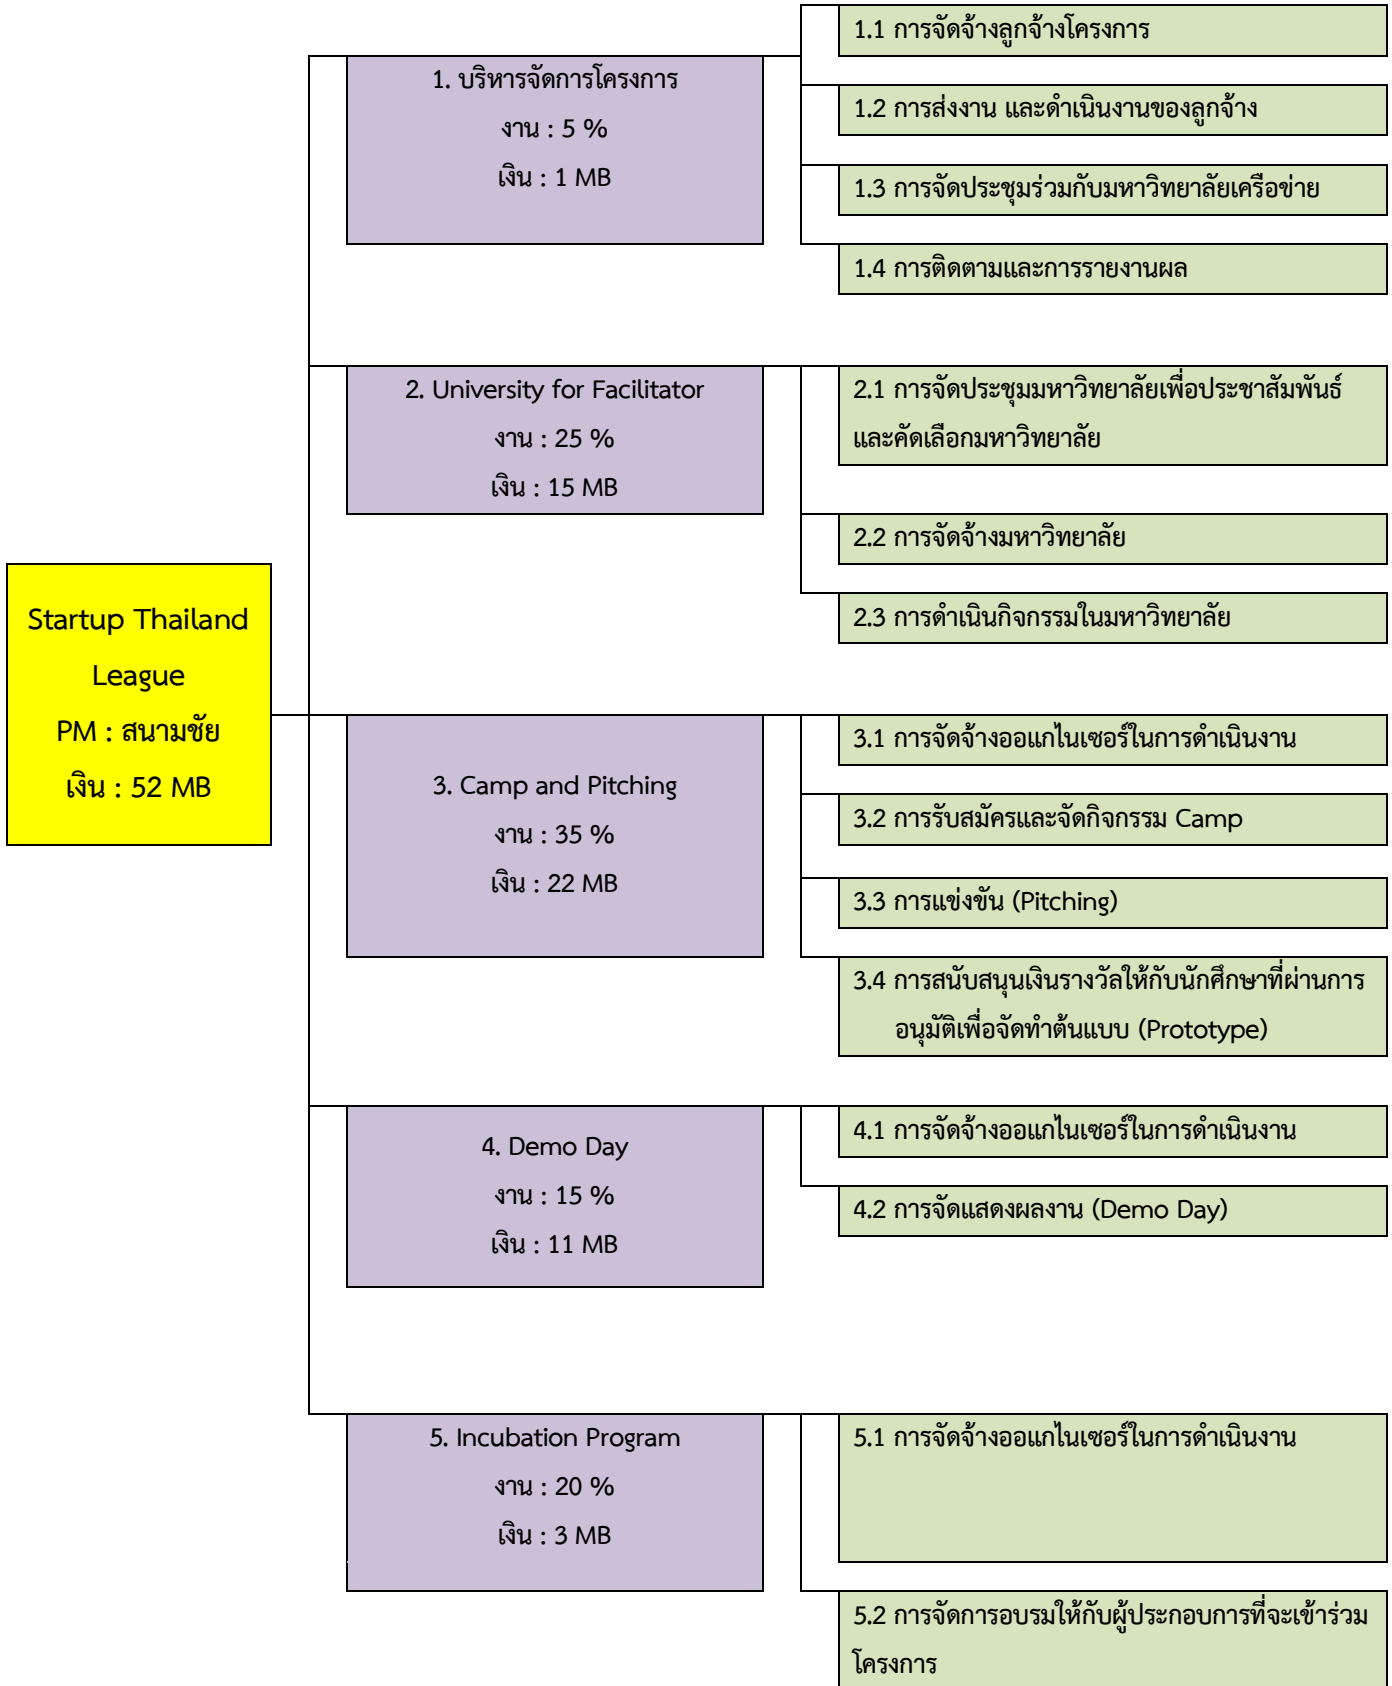 Startup Thailand
League
PM : สนามชัย
เงิน : 52 MB
1. บริหารจัดการโครงการ
งาน : 5 %
เงิน : 1 MB
1.1 การจัดจ้างลูกจ้างโครงการ
1.2 การส่งงาน และดำเนินงานของลูกจ้าง
1.3 การจัดประชุมร่วมกับมหาวิทยาลัยเครือข่าย
1.4 การติดตามและการรายงานผล
2. University for Facilitator
งาน : 25 %
เงิน : 15 MB
2.1 การจัดประชุมมหาวิทยาลัยเพื่อประชาสัมพันธ์
และคัดเลือกมหาวิทยาลัย
2.2 การจัดจ้างมหาวิทยาลัย
2.3 การดำเนินกิจกรรมในมหาวิทยาลัย
3. Camp and Pitching
งาน : 35 %
เงิน : 22 MB
3.1 การจัดจ้างออแกไนเซอร์ในการดำเนินงาน
3.2 การรับสมัครและจัดกิจกรรม Camp
3.3 การแข่งขัน (Pitching)
3.4 การสนับสนุนเงินรางวัลให้กับนักศึกษาที่ผ่านการ
อนุมัติเพื่อจัดทำต้นแบบ (Prototype)
4. Demo Day
งาน : 15 %
เงิน : 11 MB
4.1 การจัดจ้างออแกไนเซอร์ในการดำเนินงาน
4.2 การจัดแสดงผลงาน (Demo Day)
5. Incubation Program
งาน : 20 %
เงิน : 3 MB
5.1 การจัดจ้างออแกไนเซอร์ในการดำเนินงาน
5.2 การจัดการอบรมให้กับผู้ประกอบการที่จะเข้าร่วม
โครงการ